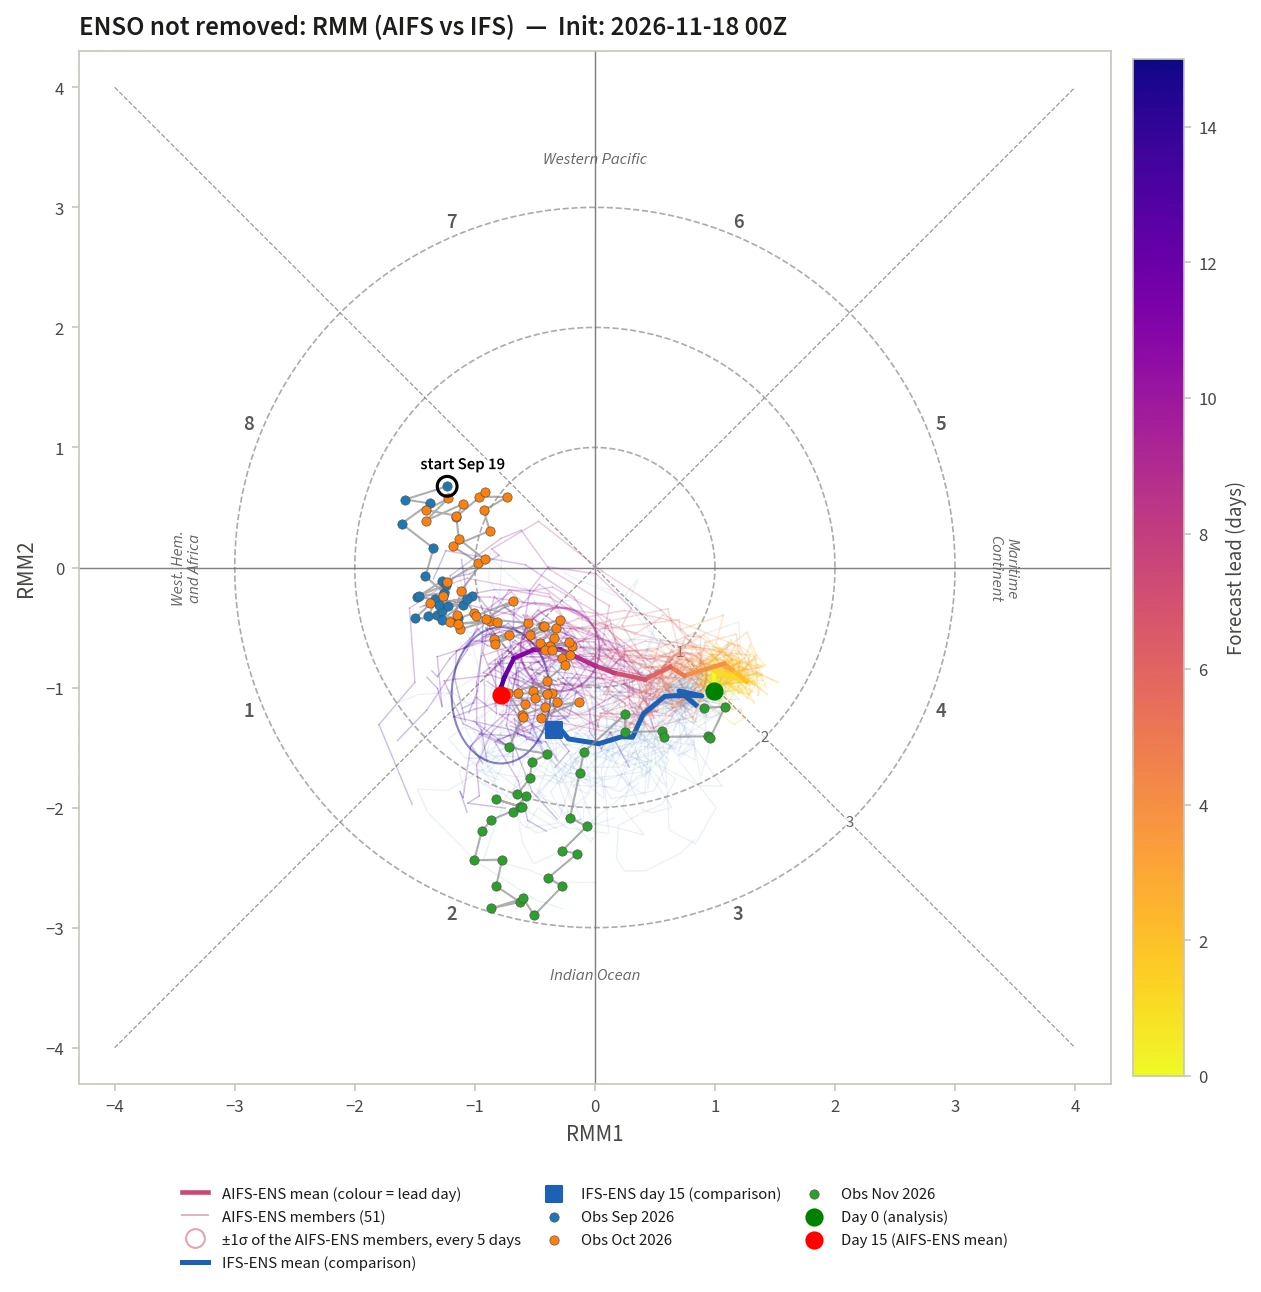 ENSO not removed: RMM (AIFS vs IFS) — Init: 2026-11-18 00Z
4
3
2
1
0
−1
−2
−3
−4
RMM2
−4
−3
−2
−1
0
1
2
3
4
RMM1
Western Pacific
7
6
8
5
start Sep 19
West. Hem.
and Africa
Maritime
Continent
1
1
4
2
3
2
3
Indian Ocean
14
12
10
8
6
4
2
0
Forecast lead (days)
AIFS-ENS mean (colour = lead day)
AIFS-ENS members (51)
±1σ of the AIFS-ENS members, every 5 days
IFS-ENS mean (comparison)
IFS-ENS day 15 (comparison)
Obs Sep 2026
Obs Oct 2026
Obs Nov 2026
Day 0 (analysis)
Day 15 (AIFS-ENS mean)